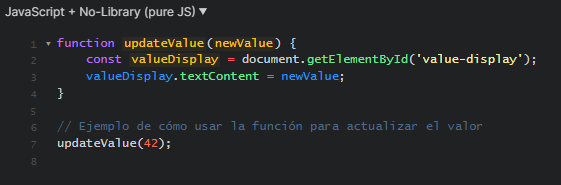 JavaScript + No-Library (pure JS) ▼
1 ▾ function updateValue(newValue) {
2     const valueDisplay = document.getElementById('value-display');
3     valueDisplay.textContent = newValue;
4 }
5
6 // Ejemplo de cómo usar la función para actualizar el valor
7 updateValue(42);
8